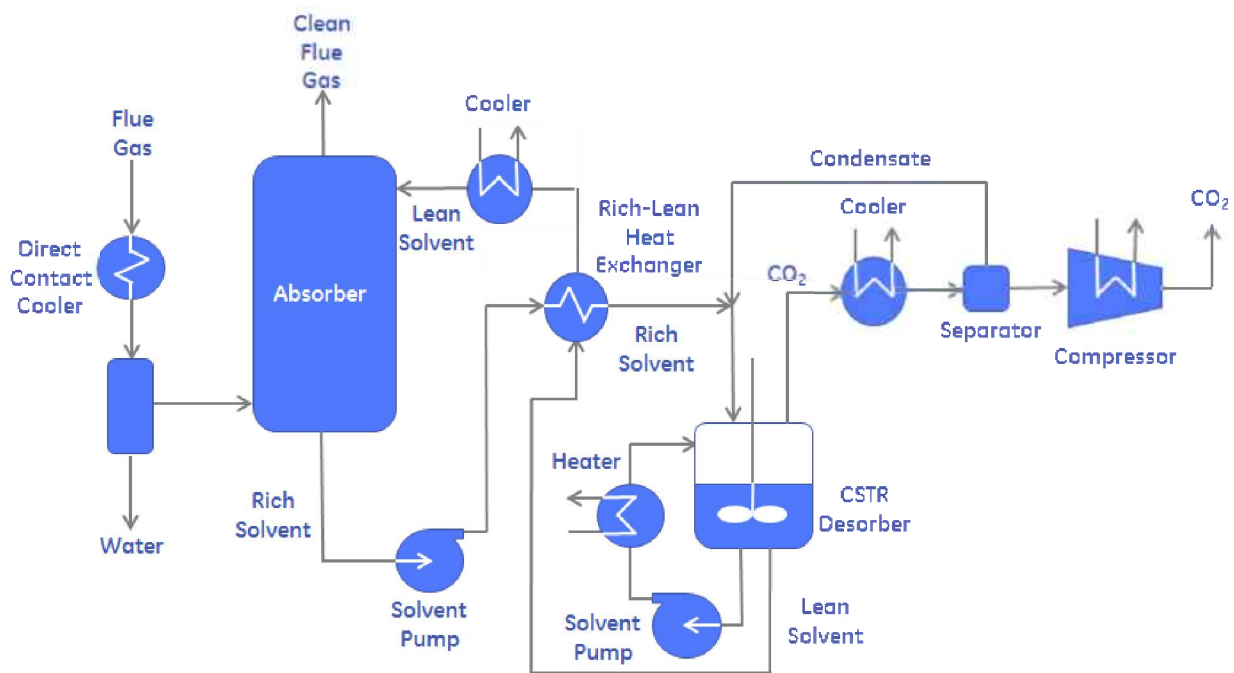 Clean
Flue
Gas
Flue
Gas
Cooler
Condensate
CO₂
Direct
Contact
Cooler
Absorber
Lean
Solvent
Rich-Lean
Heat
Exchanger
Cooler
CO₂
Rich
Solvent
Separator
Compressor
Heater
CSTR
Desorber
Rich
Solvent
Water
Solvent
Pump
Solvent
Pump
Lean
Solvent